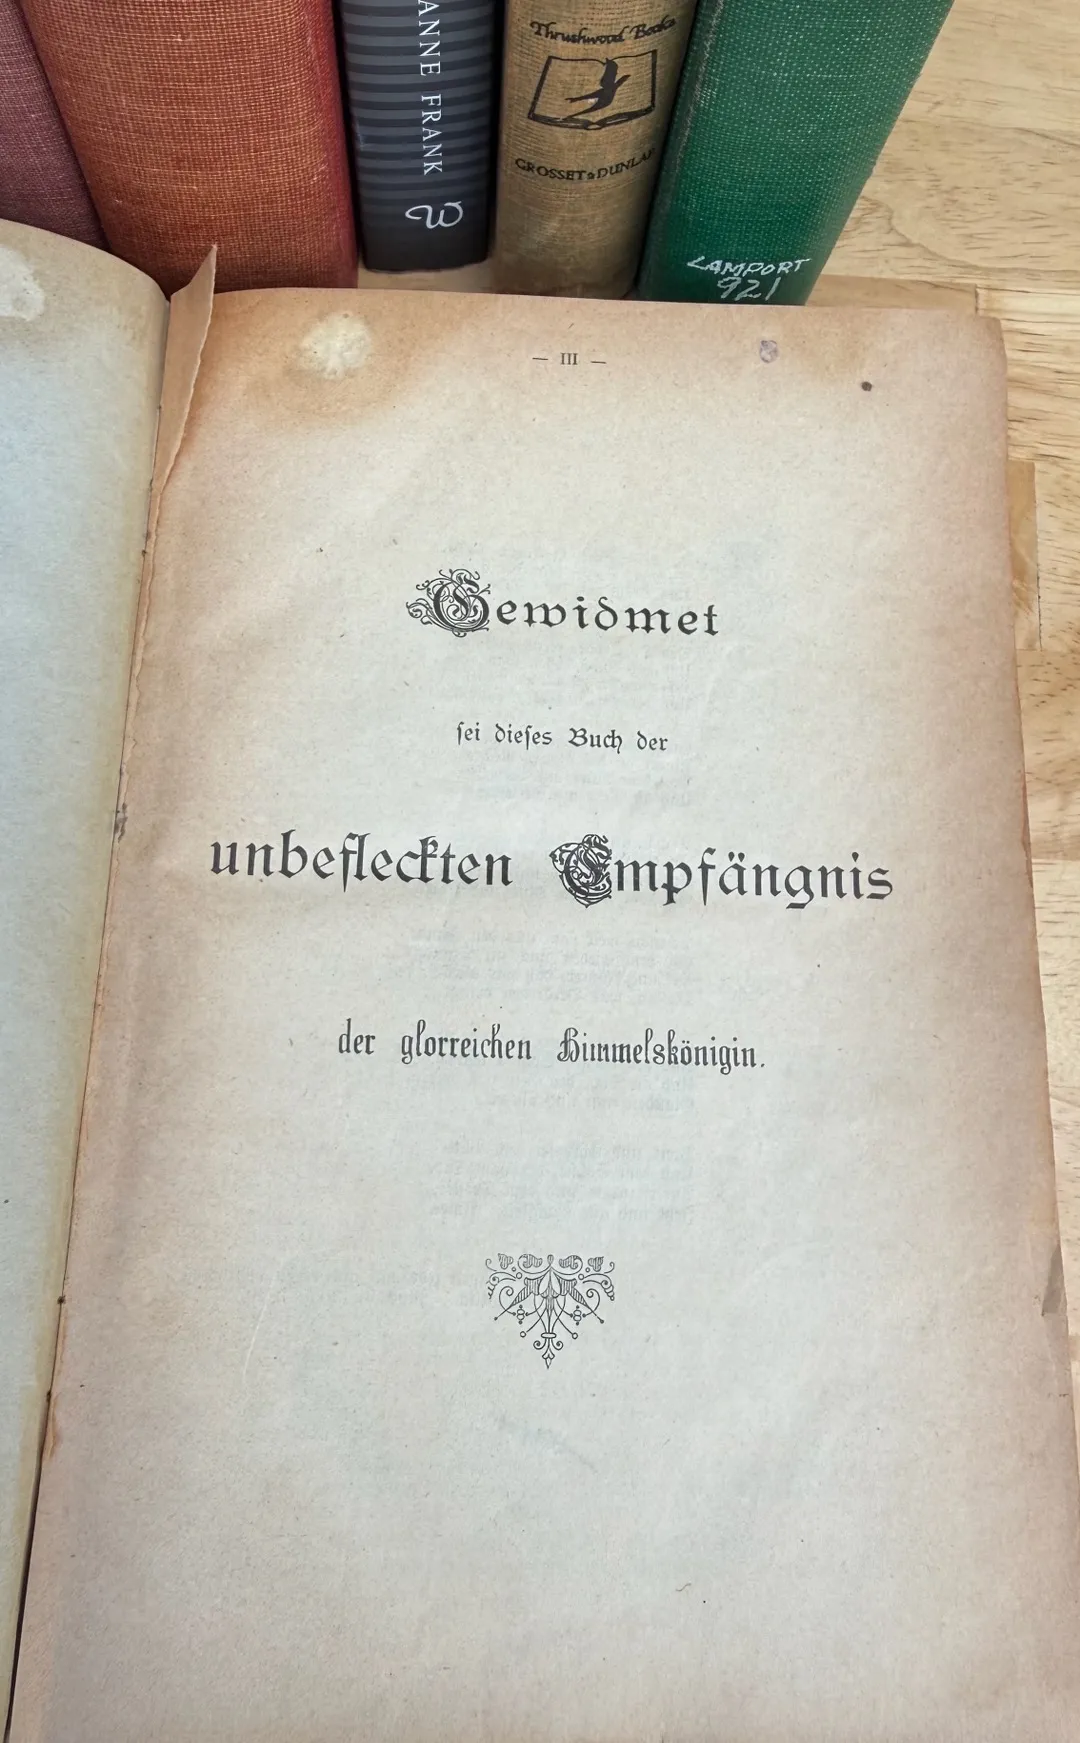 ANNE FRANK
W
Thrushwood Books
GROSSET & DUNLAP
LAMPORT
921
— III —
Gewidmet
ſei dieſes Buch der
unbefleckten Empfängnis
der glorreichen Himmelskönigin.